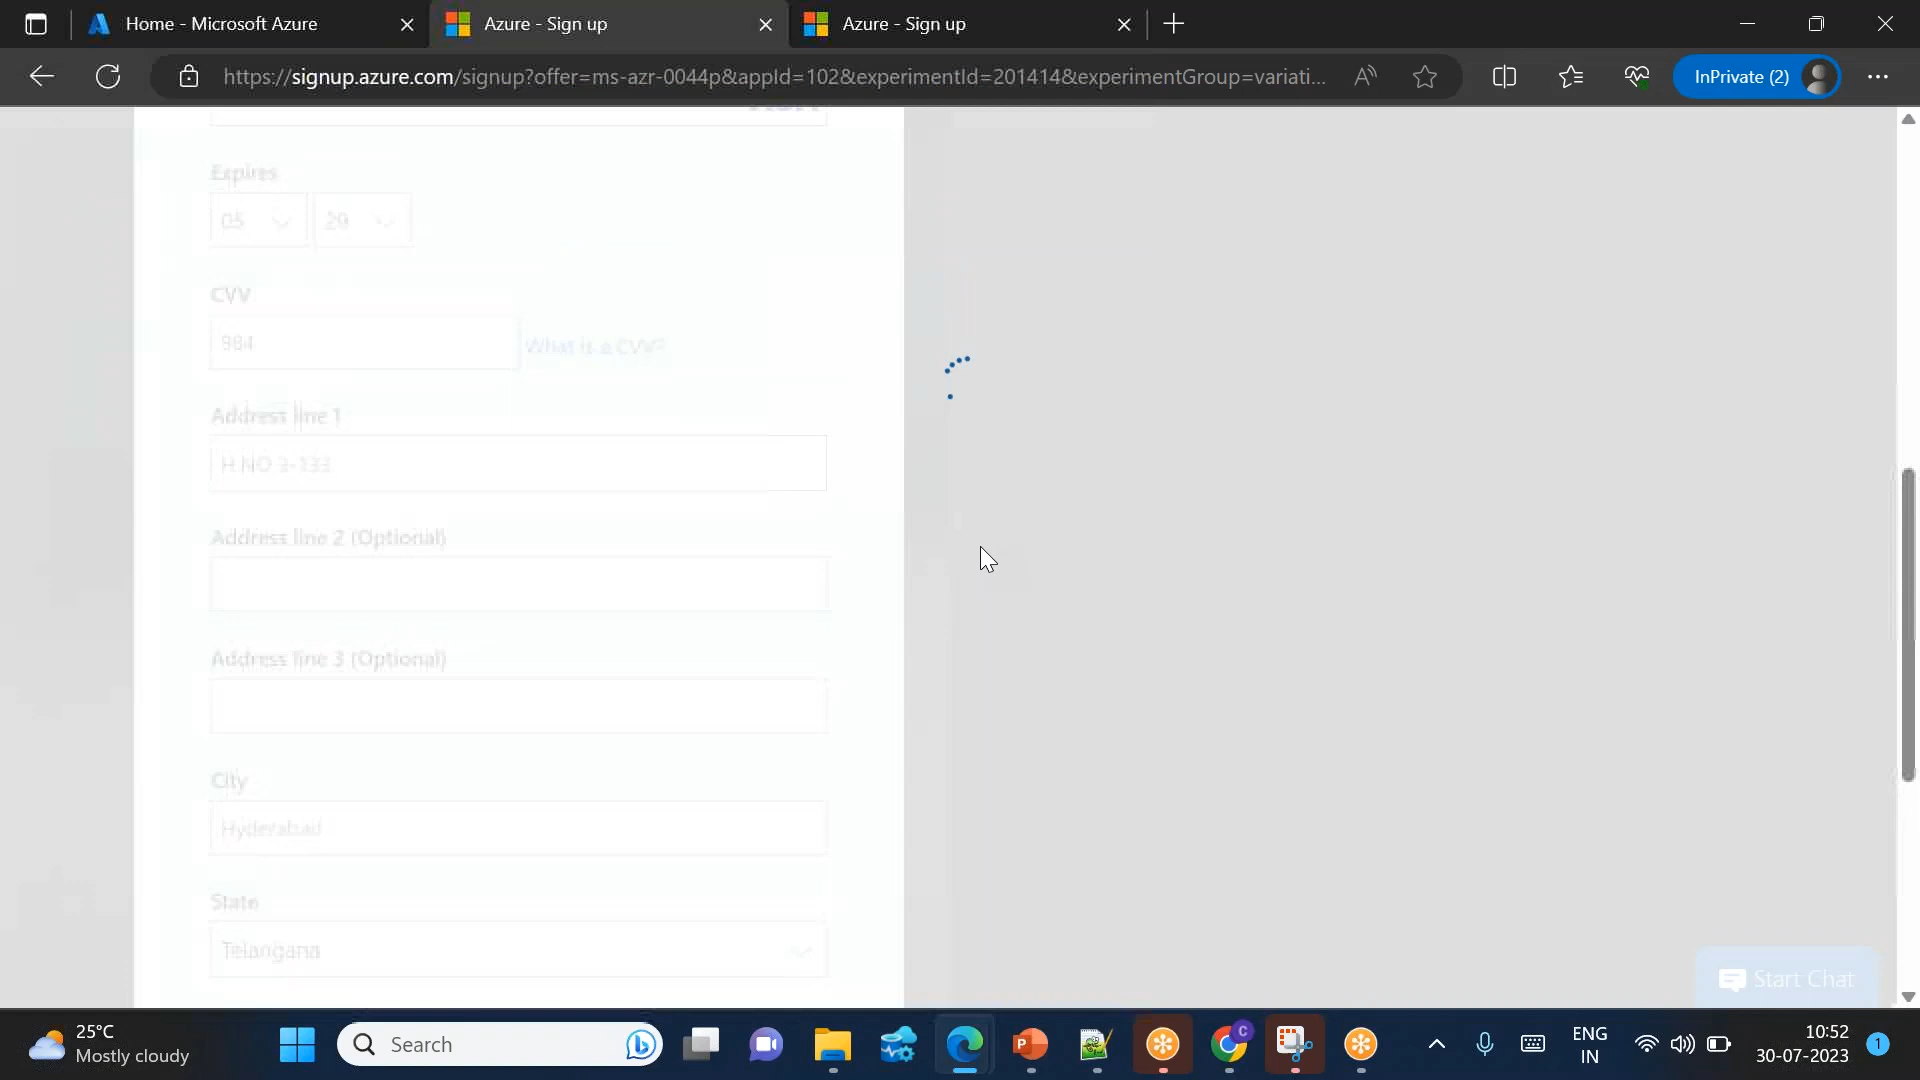 Home - Microsoft Azure
Azure - Sign up
Azure - Sign up
https://signup.azure.com/signup?offer=ms-azr-0044p&appId=102&experimentId=201414&experimentGroup=variati...
InPrivate (2)
Expires
05
29
CVV
984
What is a CVV?
Address line 1
H.NO 3-133
Address line 2 (Optional)
Address line 3 (Optional)
City
Hyderabad
State
Telangana
Start Chat
25°C
Mostly cloudy
Search
C
ENG
IN
10:52
30-07-2023
1